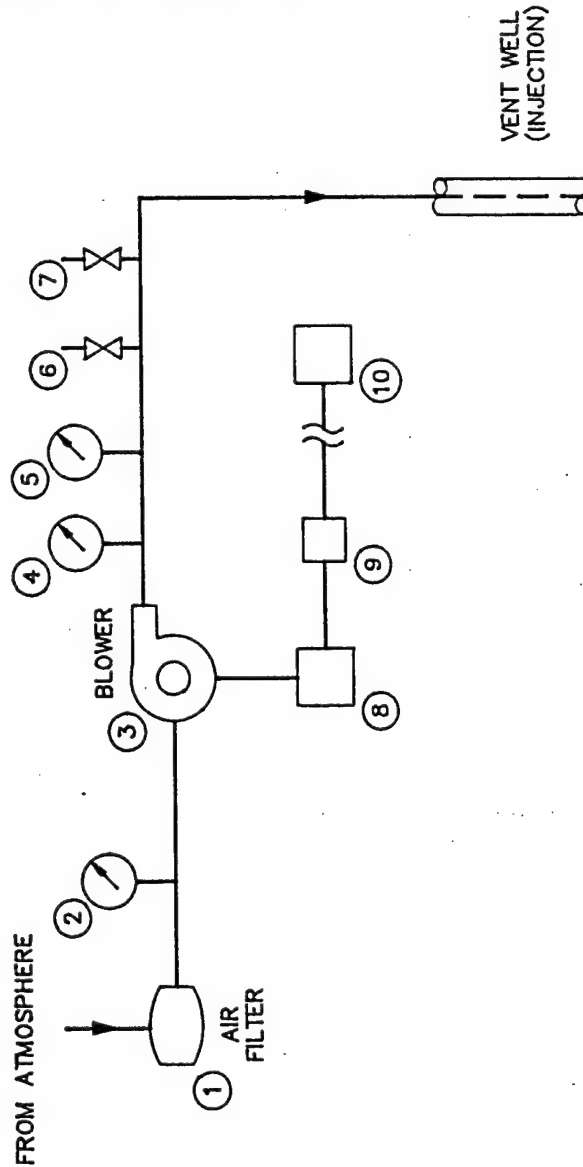 FROM ATMOSPHERE
1
AIR
FILTER
2
3
BLOWER
4
5
6
7
8
9
10
VENT WELL
(INJECTION)